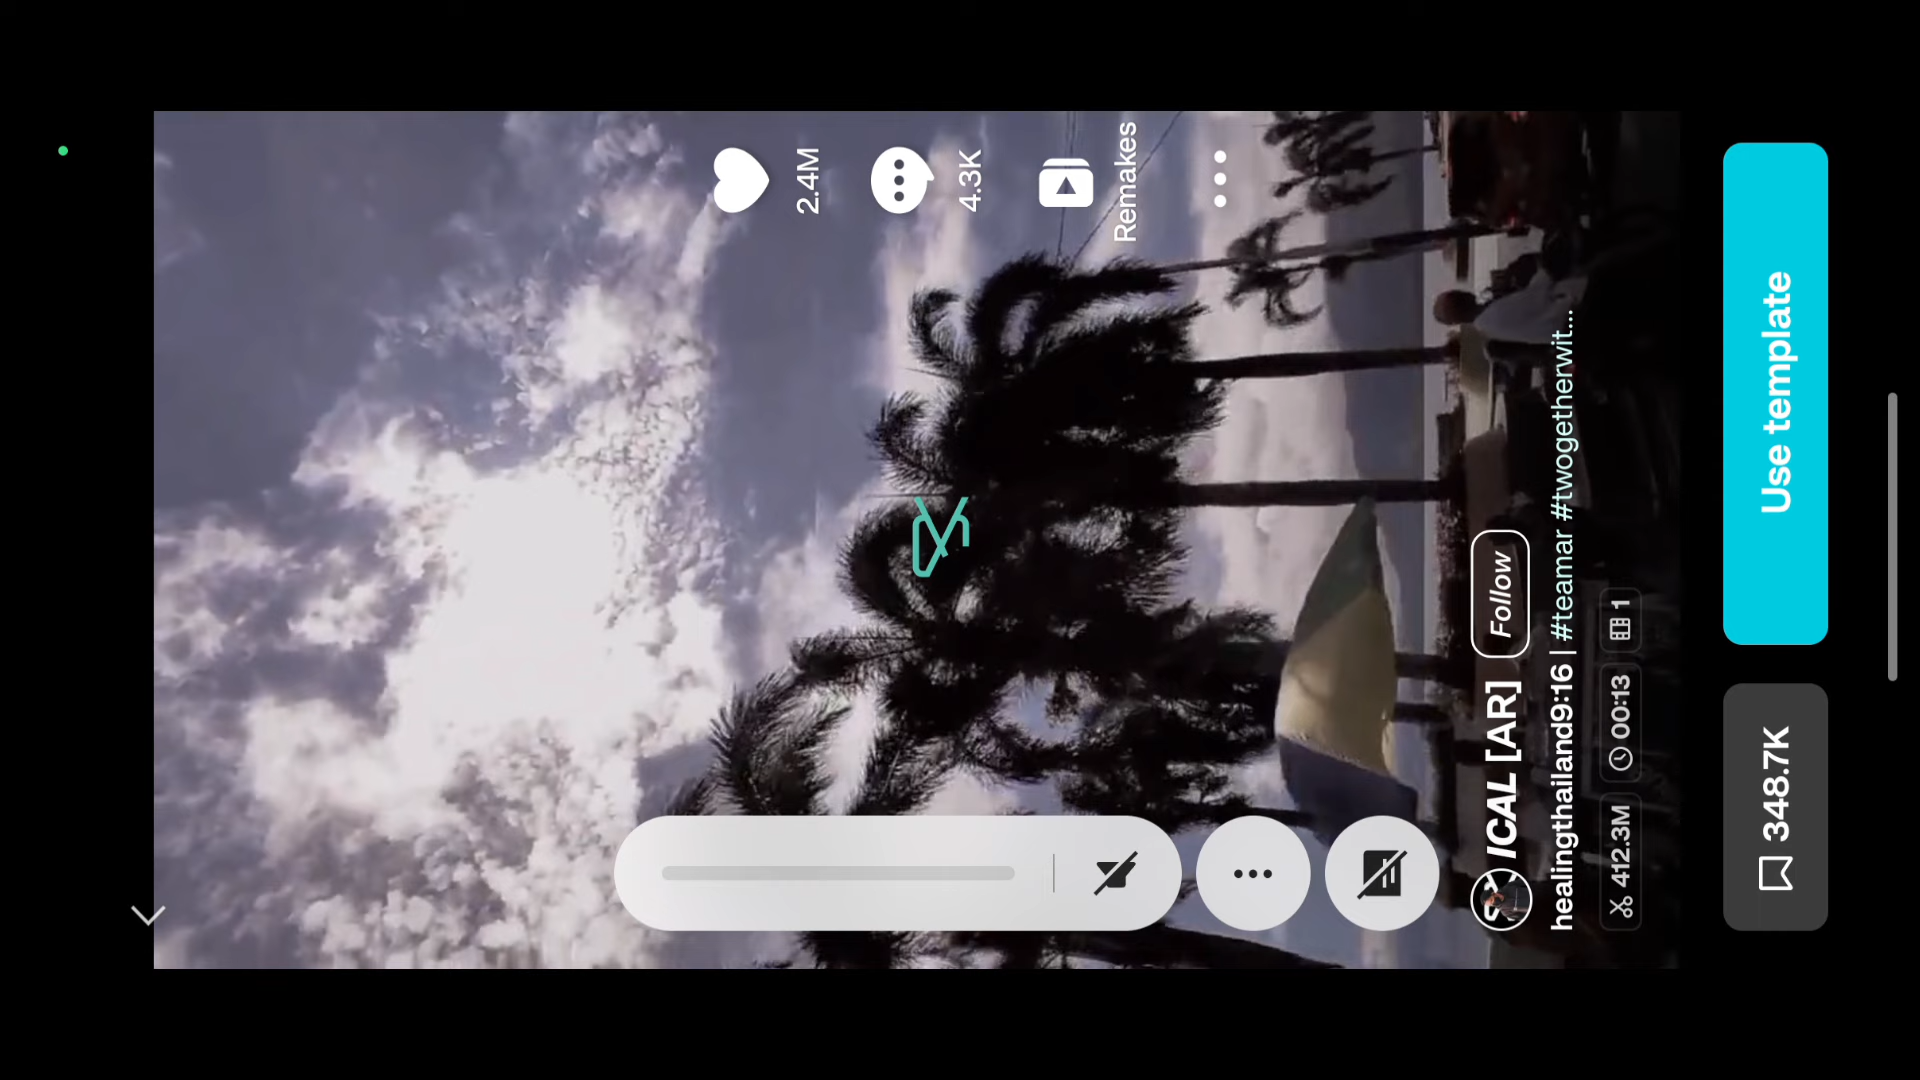 2.4M
4.3K
Remakes
ICAL [AR]
Follow
healingthailand9:16 | #teamar #twogetherwit...
412.3M
00:13
1
348.7K
Use template